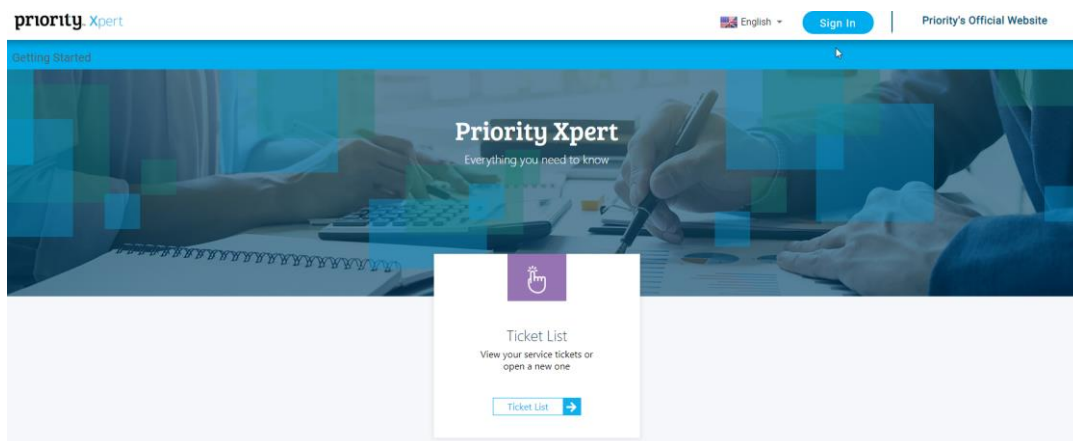 priority. Xpert
English
Sign In
Priority's Official Website
Getting Started
Priority Xpert
Everything you need to know
Ticket List
View your service tickets or
open a new one
Ticket List